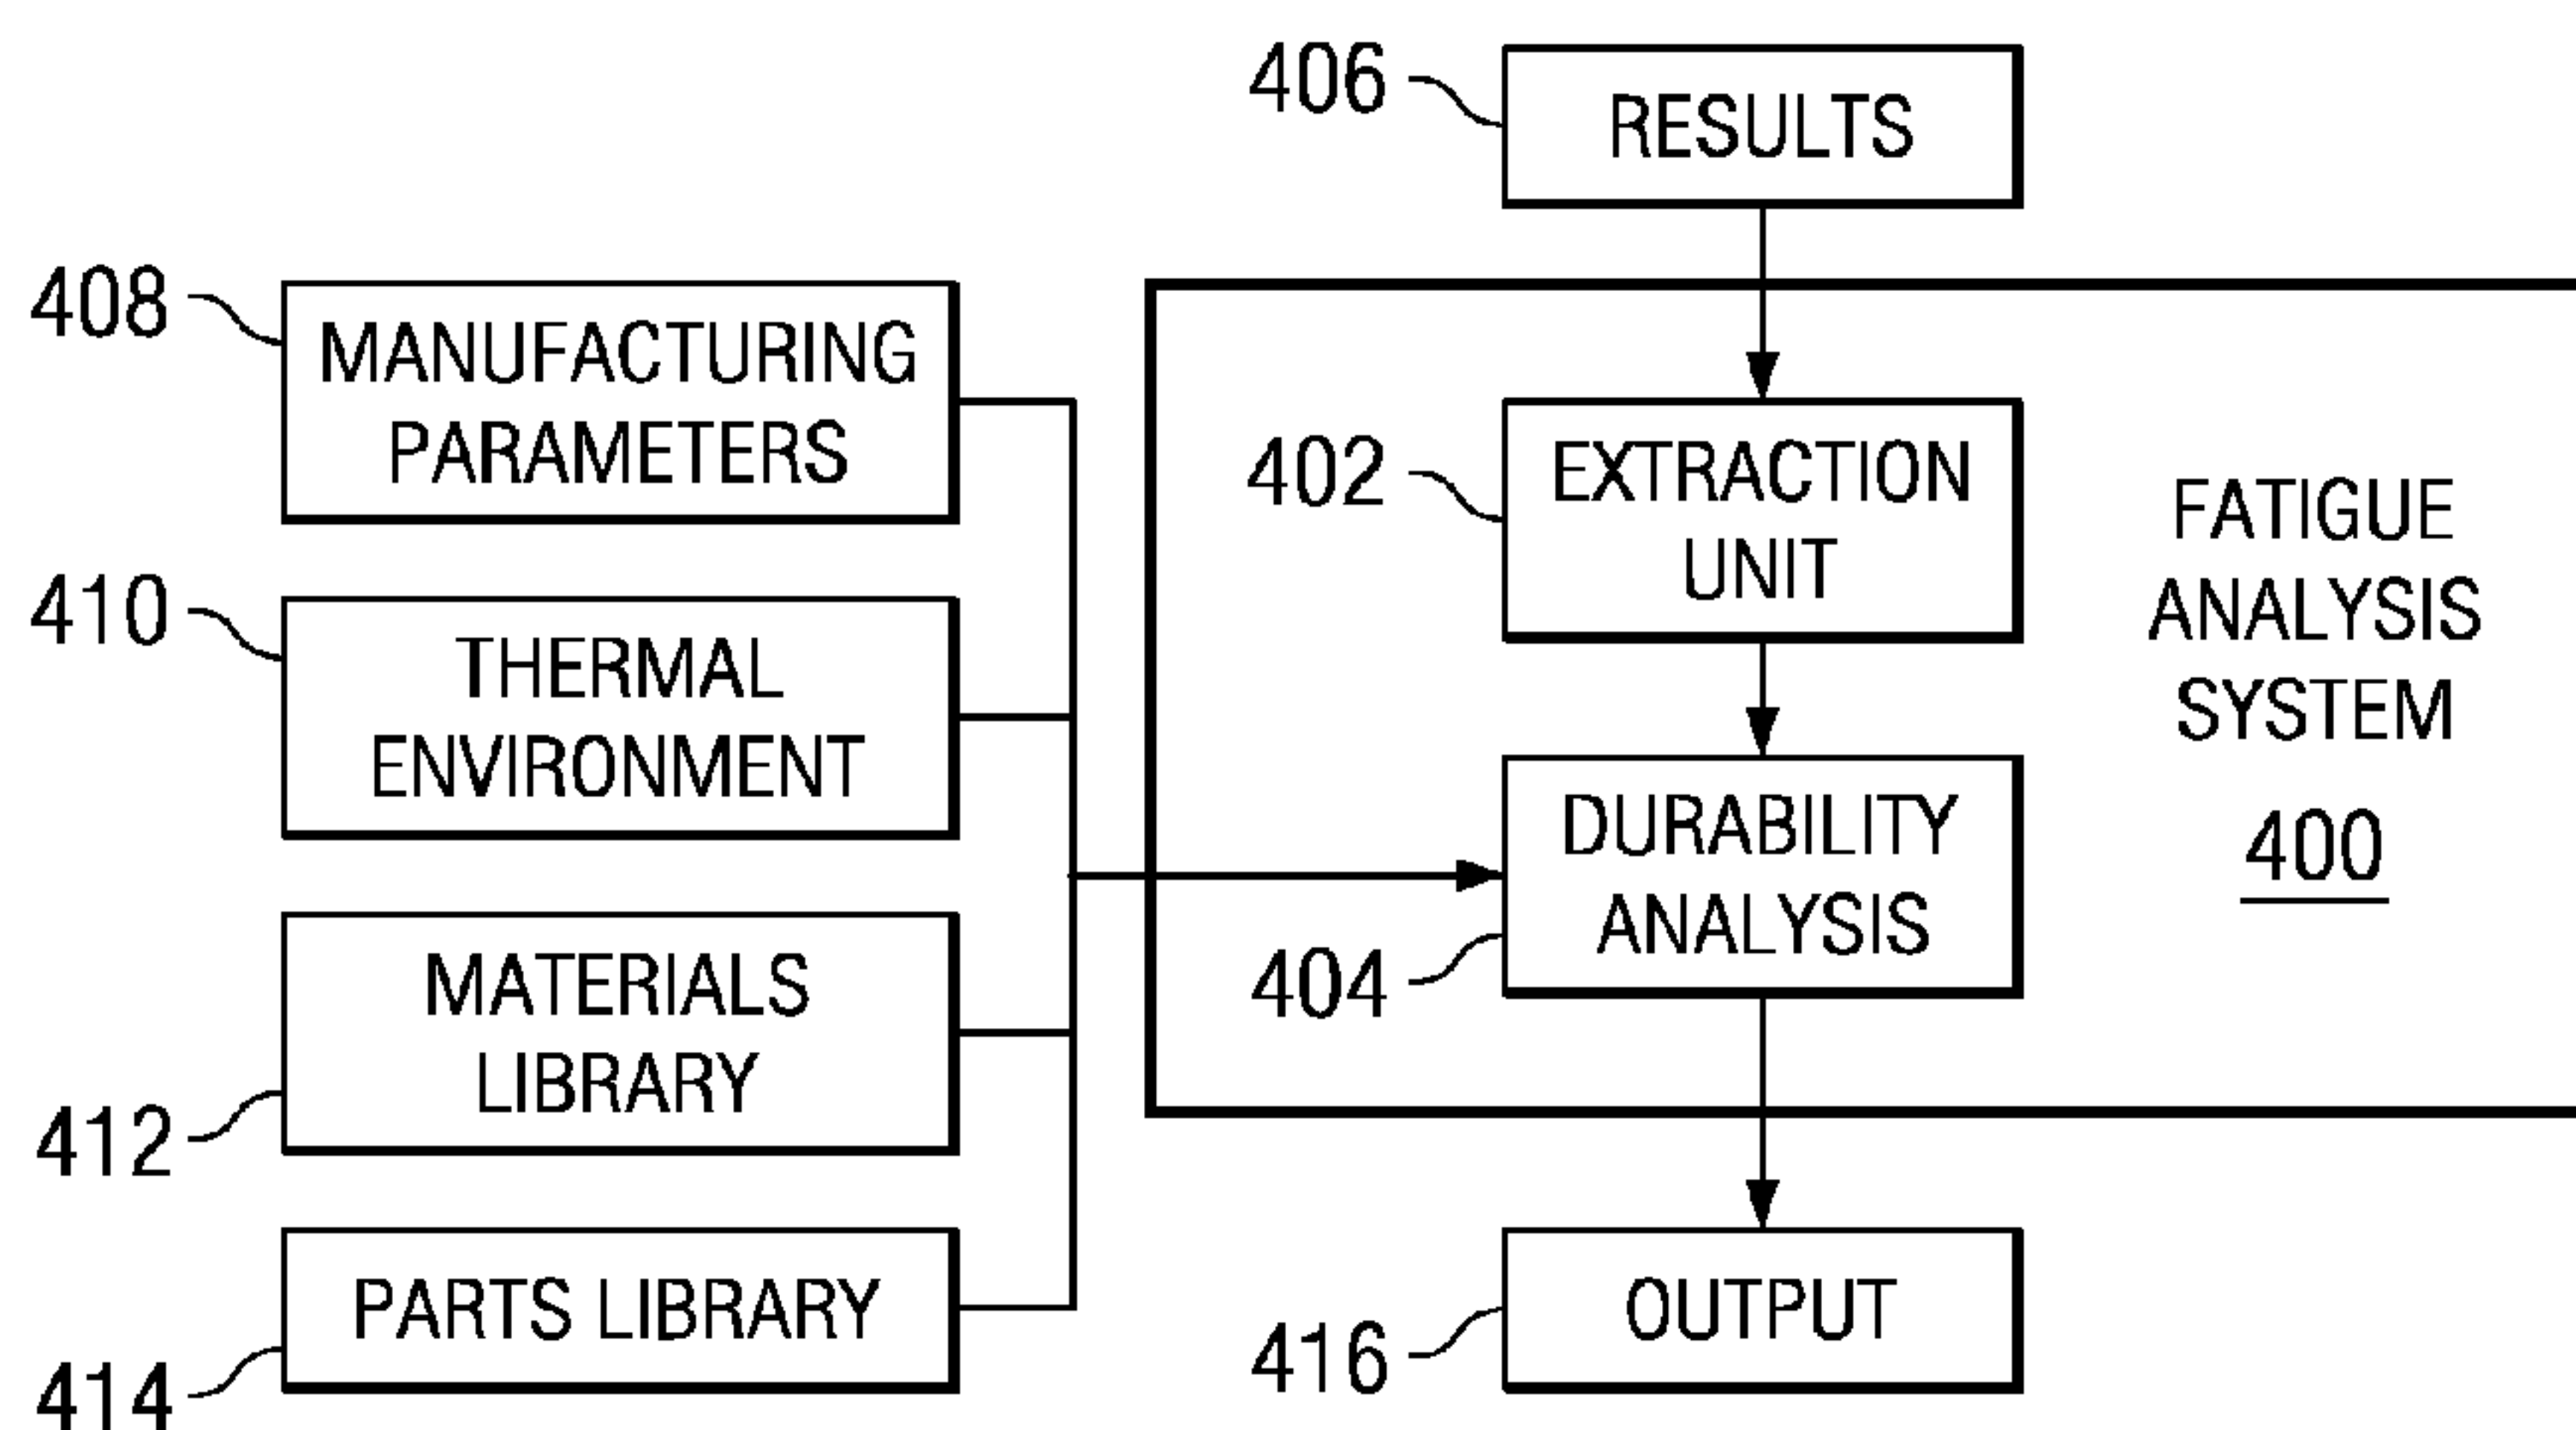 406
RESULTS
408
MANUFACTURING
PARAMETERS
410
THERMAL
ENVIRONMENT
412
MATERIALS
LIBRARY
414
PARTS LIBRARY
402
EXTRACTION
UNIT
404
DURABILITY
ANALYSIS
FATIGUE
ANALYSIS
SYSTEM
400
416
OUTPUT